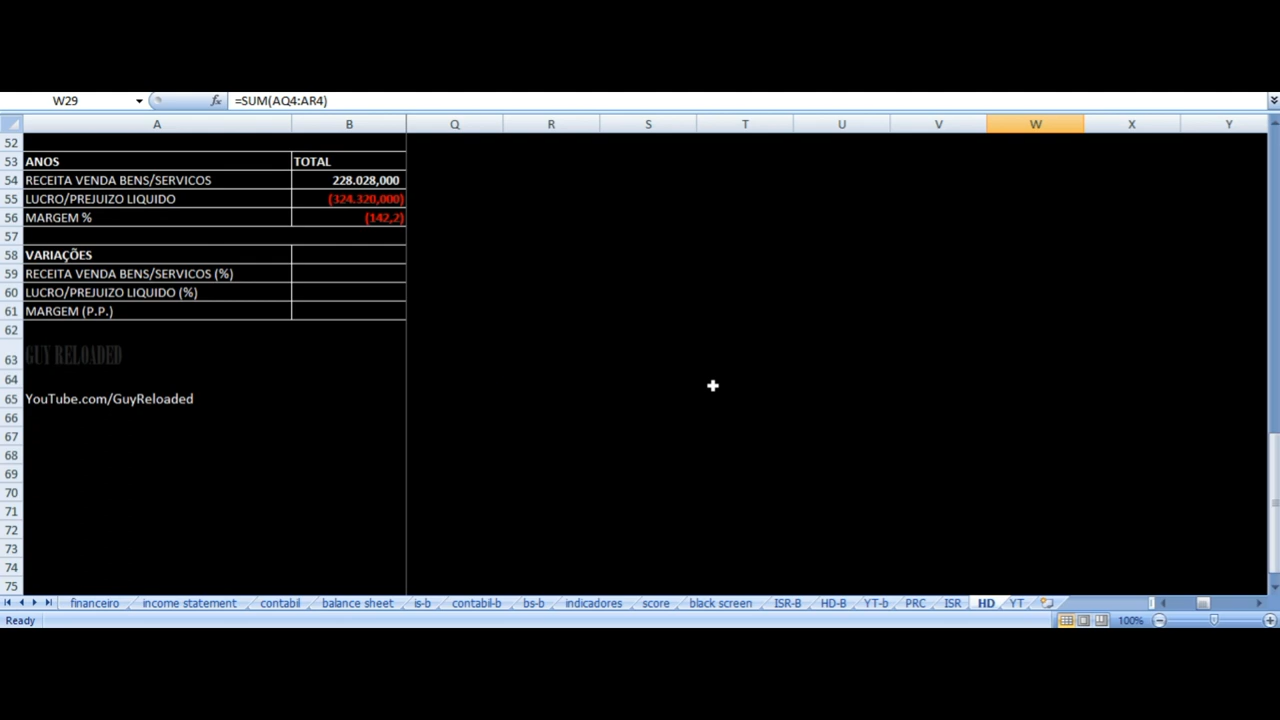 W29 fx =SUM(AQ4:AR4)
A B Q R S T U V W X Y
52
53 ANOS TOTAL
54 RECEITA VENDA BENS/SERVICOS 228.028,000
55 LUCRO/PREJUIZO LIQUIDO (324.320,000)
56 MARGEM % (142,2)
57
58 VARIAÇÕES
59 RECEITA VENDA BENS/SERVICOS (%)
60 LUCRO/PREJUIZO LIQUIDO (%)
61 MARGEM (P.P.)
62
63 GUY RELOADED
64
65 YouTube.com/GuyReloaded
66
67
68
69
70
71
72
73
74
75
financeiro income statement contabil balance sheet is-b contabil-b bs-b indicadores score black screen ISR-B HD-B YT-b PRC ISR HD YT
Ready 100%